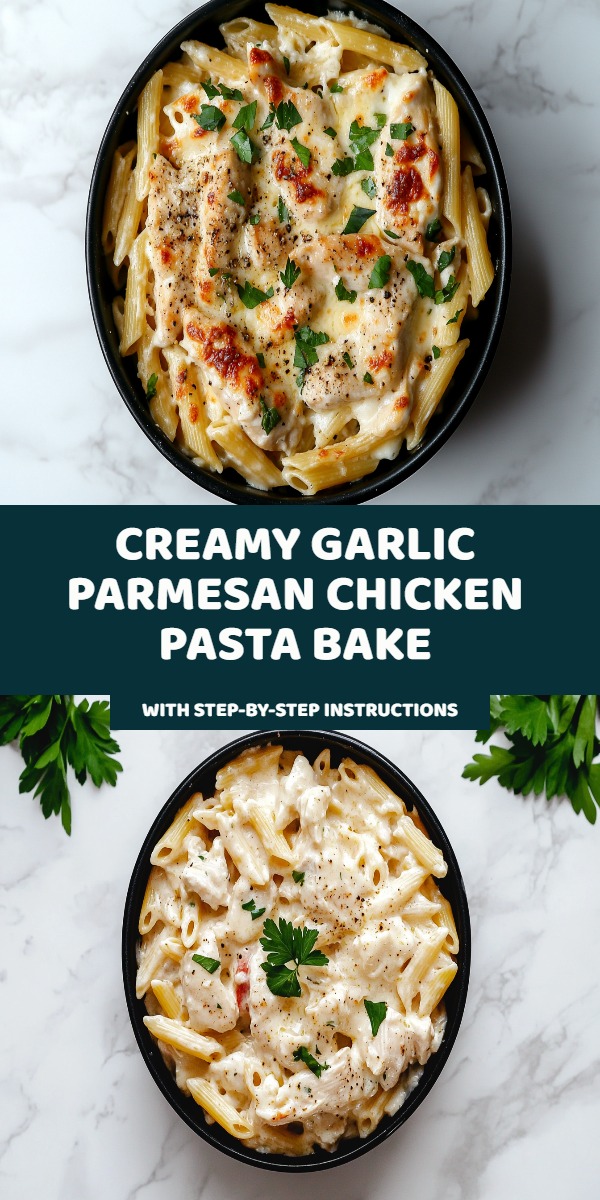 CREAMY GARLIC
PARMESAN CHICKEN
PASTA BAKE
WITH STEP-BY-STEP INSTRUCTIONS